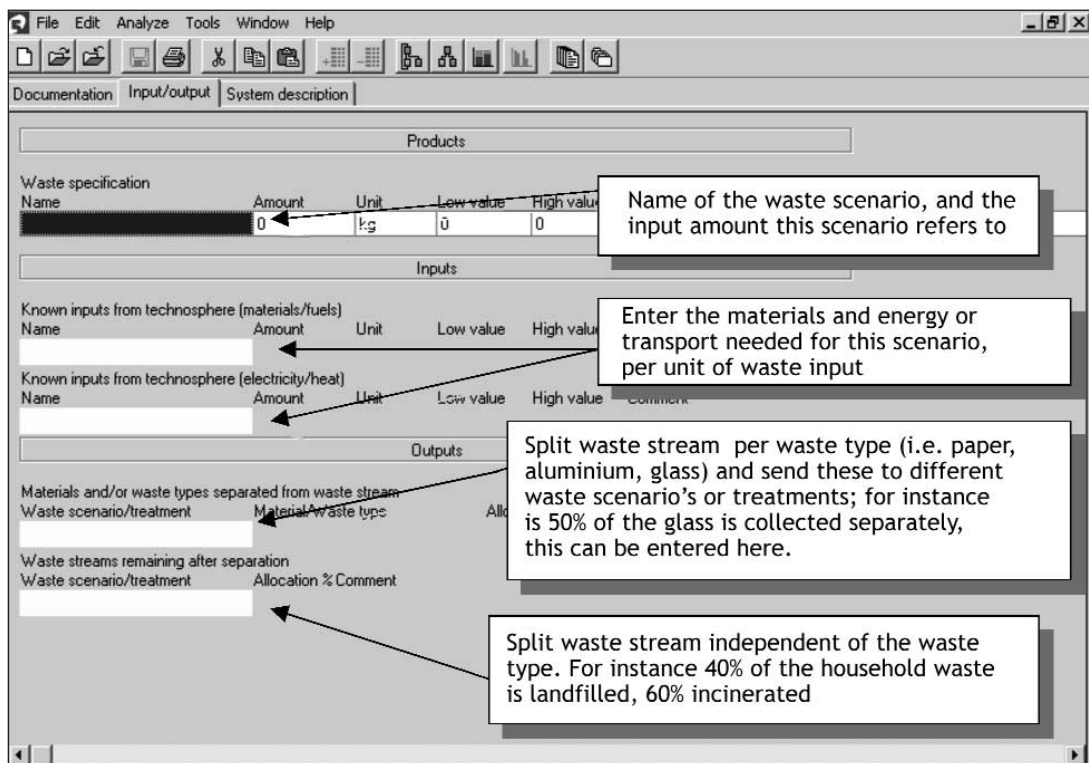 File Edit Analyze Tools Window Help
Documentation Input/output System description
Products
Waste specification
Name Amount Unit Low value High value
0 kg 0 0
Name of the waste scenario, and the
input amount this scenario refers to
Inputs
Known inputs from technosphere (materials/fuels)
Name Amount Unit Low value High value
Enter the materials and energy or
transport needed for this scenario,
per unit of waste input
Known inputs from technosphere (electricity/heat)
Name Amount Unit Low value High value Comment
Outputs
Split waste stream per waste type (i.e. paper,
aluminium, glass) and send these to different
waste scenario's or treatments; for instance
is 50% of the glass is collected separately,
this can be entered here.
Materials and/or waste types separated from waste stream
Waste scenario/treatment Material/Waste type
Waste streams remaining after separation
Waste scenario/treatment Allocation % Comment
Split waste stream independent of the waste
type. For instance 40% of the household waste
is landfilled, 60% incinerated